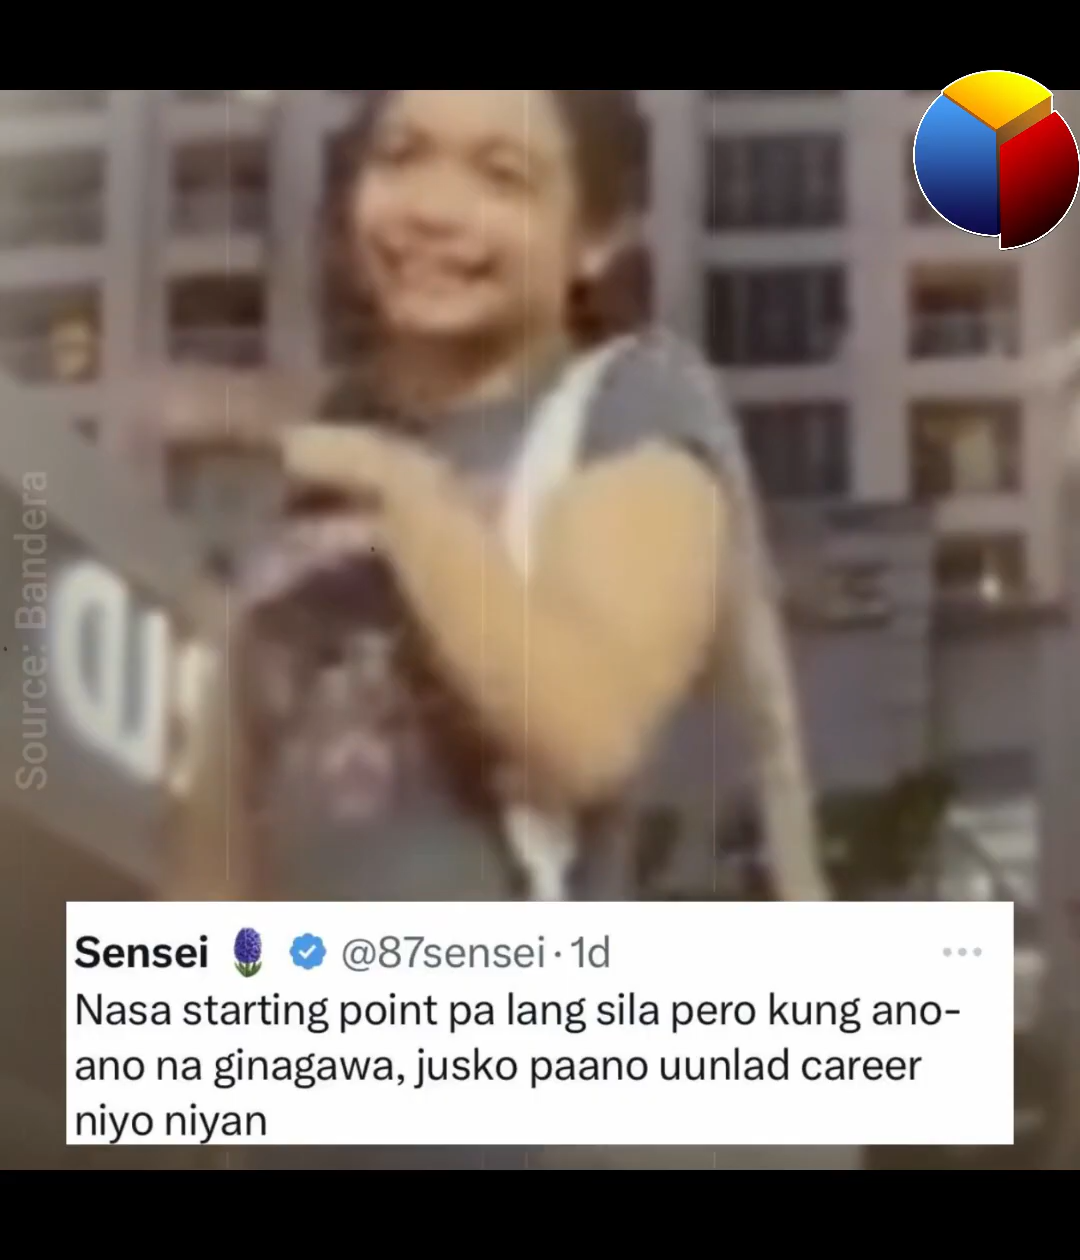 Source: Bandera
Sensei @87sensei · 1d
Nasa starting point pa lang sila pero kung ano-
ano na ginagawa, jusko paano uunlad career
niyo niyan